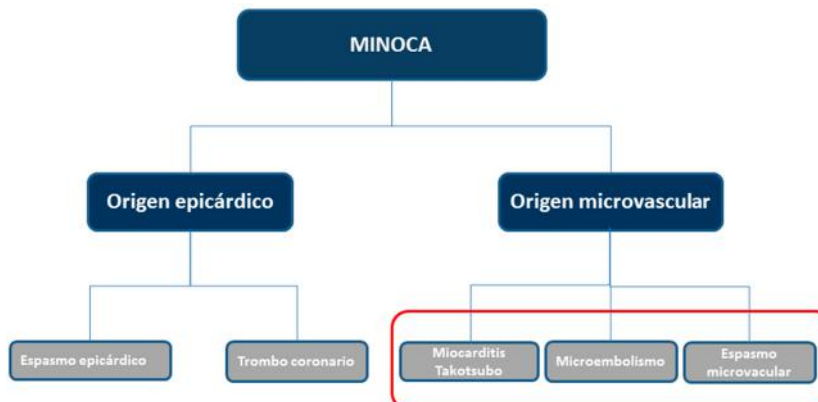 MINOCA
Origen epicárdico
Origen microvascular
Espasmo epicárdico
Trombo coronario
Miocarditis
Takotsubo
Microembolismo
Espasmo
microvacular